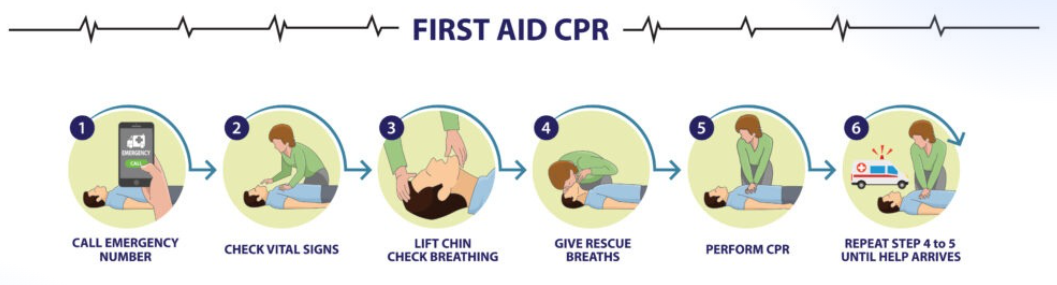 FIRST AID CPR
1
EMERGENCY
CALL
CALL EMERGENCY
NUMBER
2
CHECK VITAL SIGNS
3
LIFT CHIN
CHECK BREATHING
4
GIVE RESCUE
BREATHS
5
PERFORM CPR
6
REPEAT STEP 4 to 5
UNTIL HELP ARRIVES